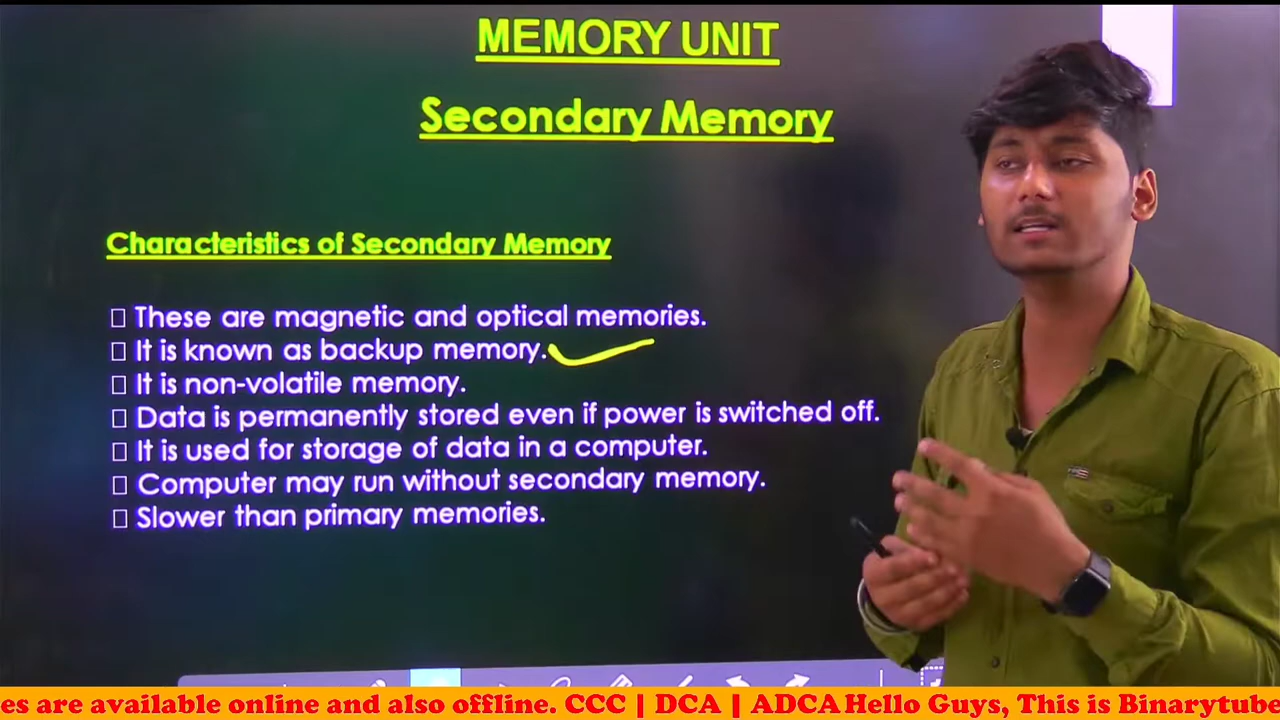 MEMORY UNIT
Secondary Memory
Characteristics of Secondary Memory
These are magnetic and optical memories.
It is known as backup memory.
It is non-volatile memory.
Data is permanently stored even if power is switched off.
It is used for storage of data in a computer.
Computer may run without secondary memory.
Slower than primary memories.
es are available online and also offline. CCC | DCA | ADCA Hello Guys, This is Binarytube